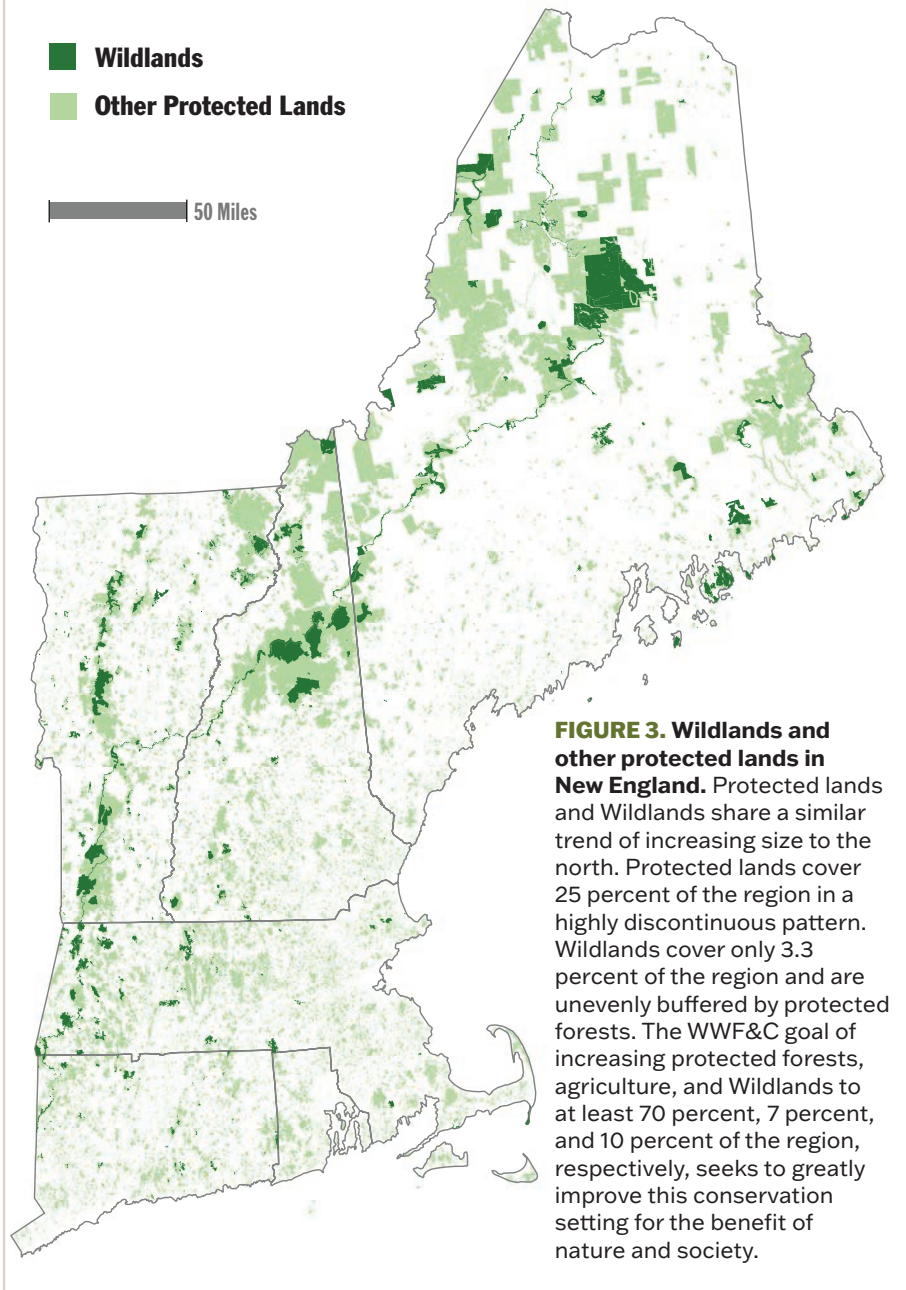 Wildlands
Other Protected Lands
50 Miles
FIGURE 3. Wildlands and
other protected lands in
New England. Protected lands
and Wildlands share a similar
trend of increasing size to the
north. Protected lands cover
25 percent of the region in a
highly discontinuous pattern.
Wildlands cover only 3.3
percent of the region and are
unevenly buffered by protected
forests. The WWF&C goal of
increasing protected forests,
agriculture, and Wildlands to
at least 70 percent, 7 percent,
and 10 percent of the region,
respectively, seeks to greatly
improve this conservation
setting for the benefit of
nature and society.